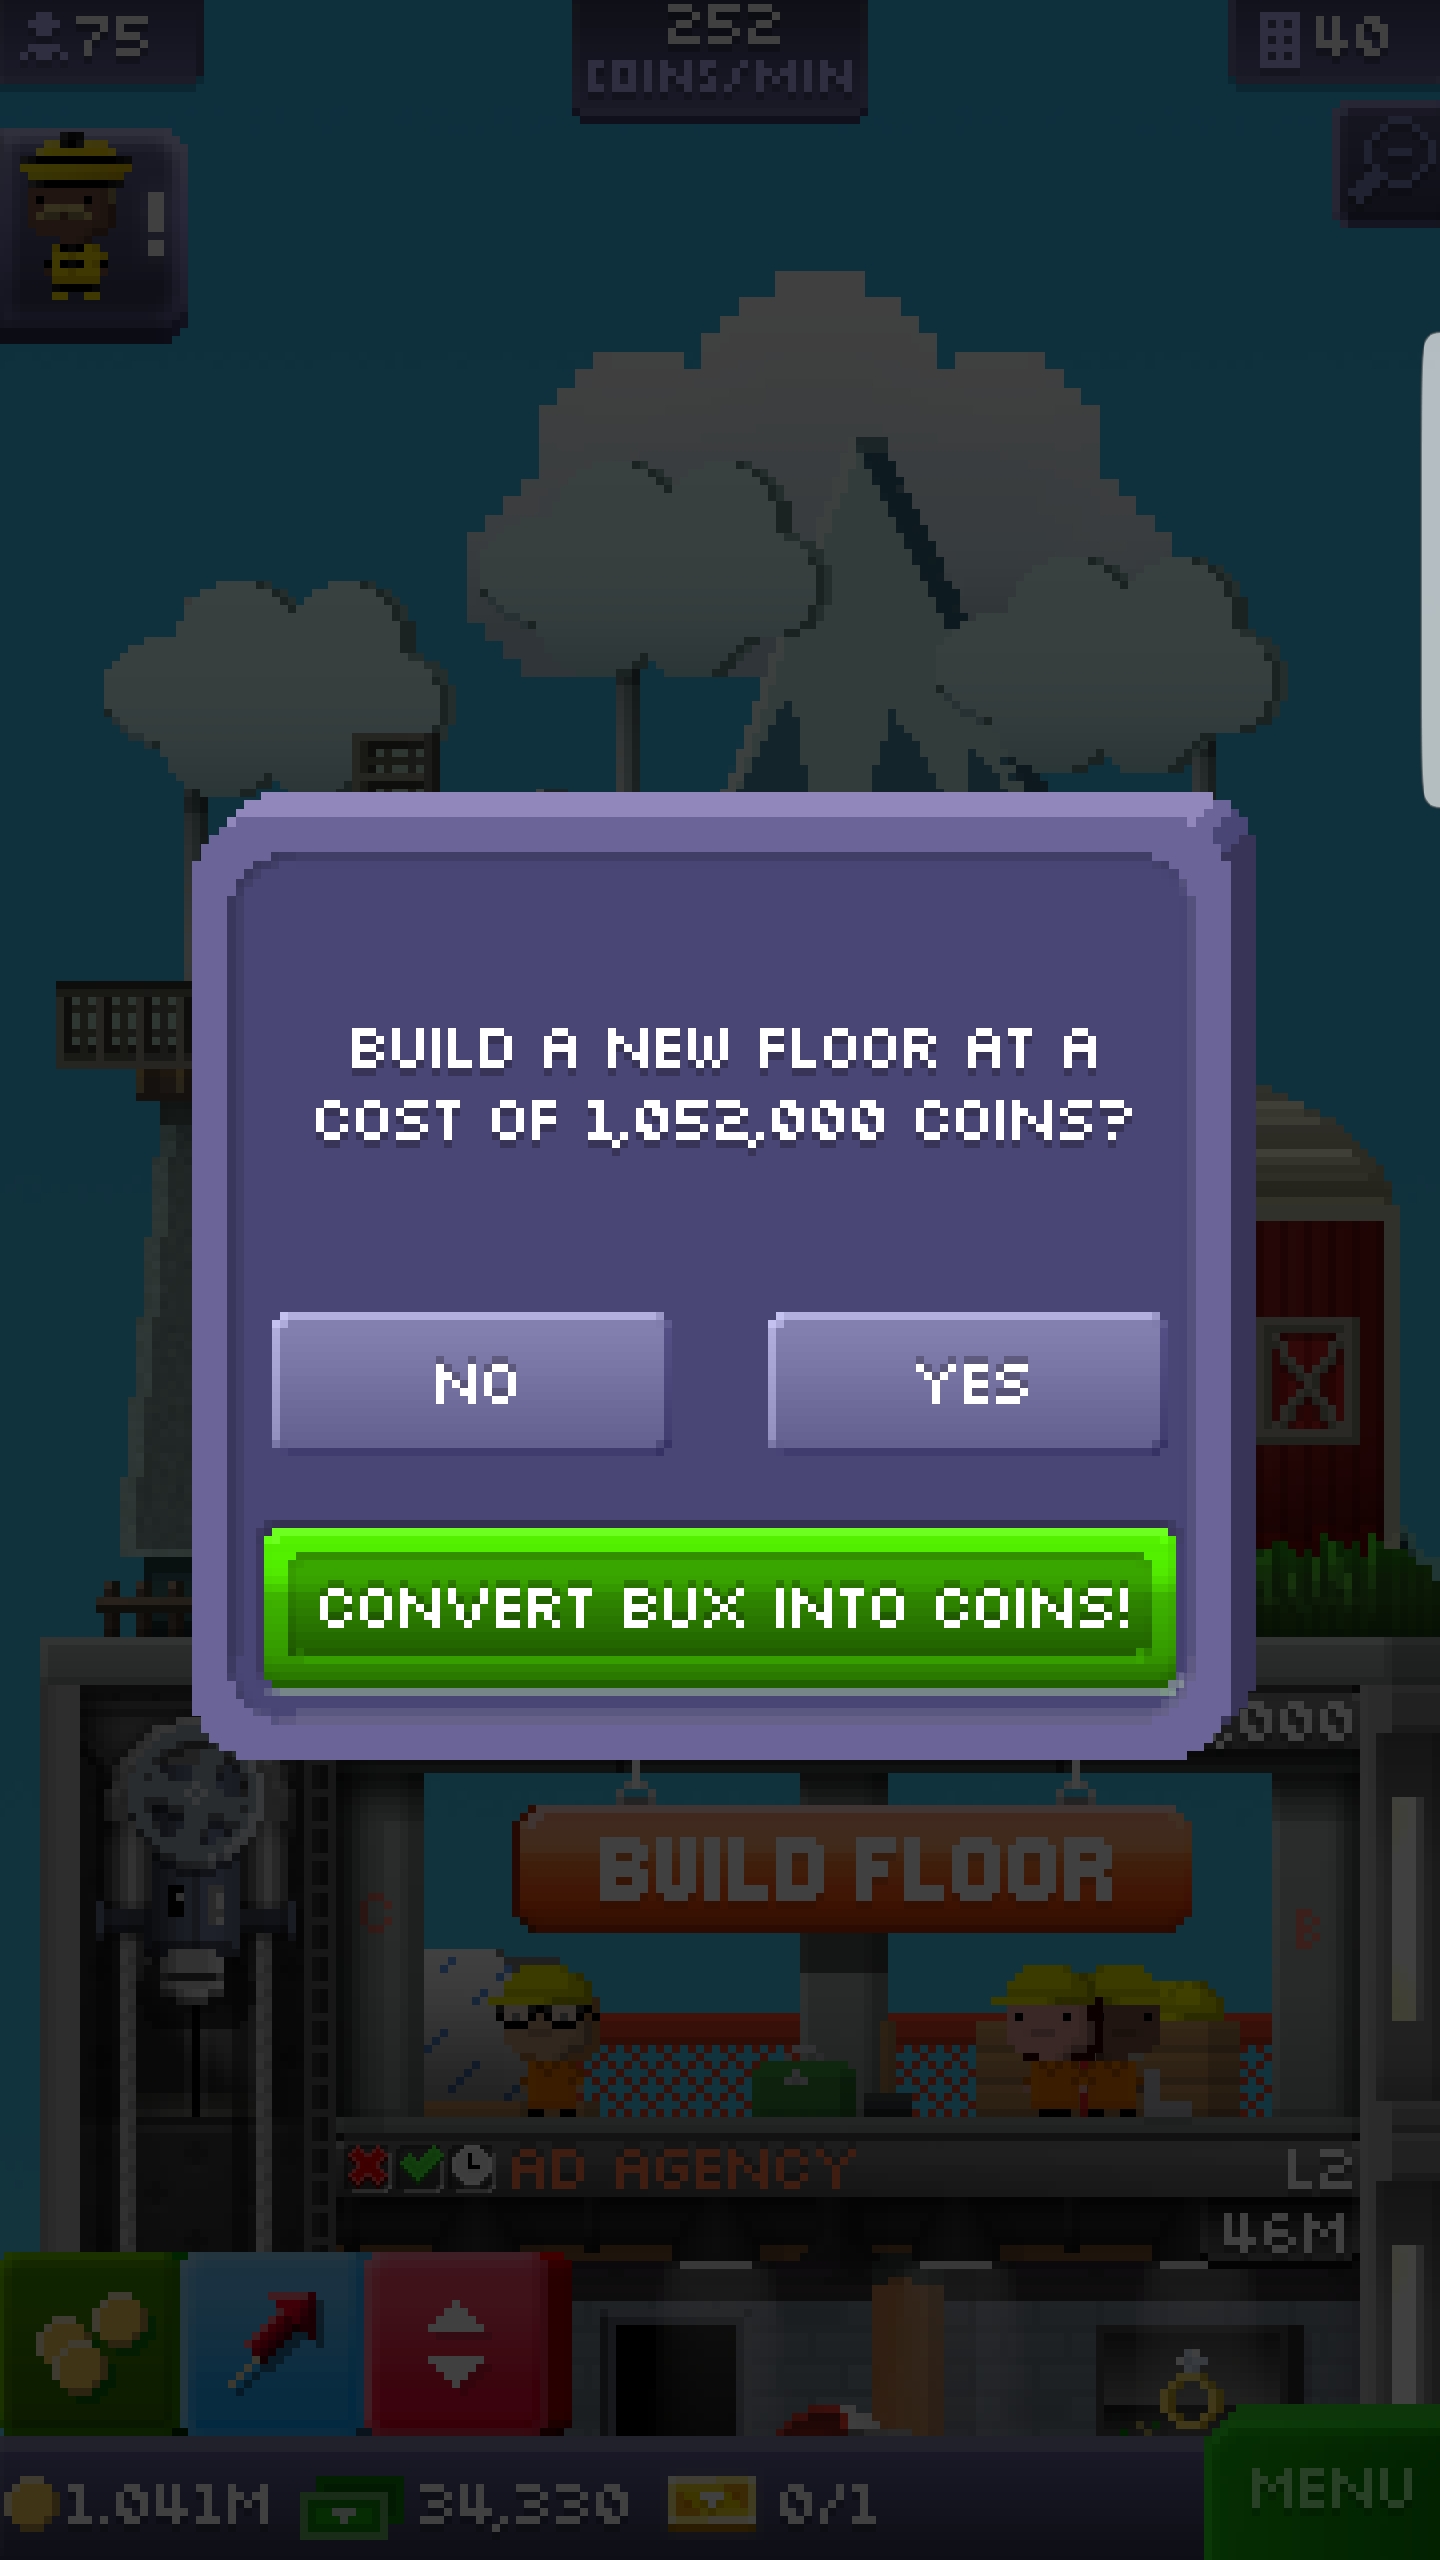 75
252
COINS/MIN
40
!
BUILD A NEW FLOOR AT A
COST OF 1,052,000 COINS?
NO
YES
CONVERT BUX INTO COINS!
,000
BUILD FLOOR
C
B
AD AGENCY
L2
46M
1.041M
34,330
0/1
MENU